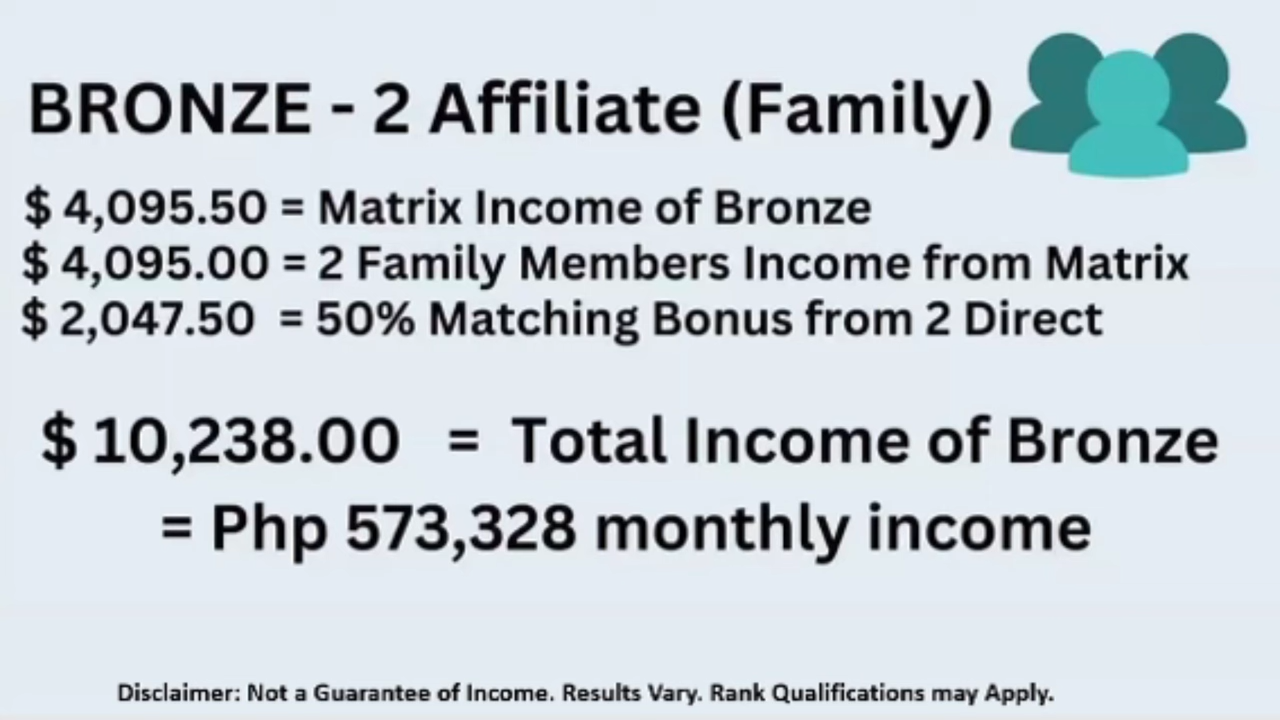 BRONZE - 2 Affiliate (Family)
$ 4,095.50 = Matrix Income of Bronze
$ 4,095.00 = 2 Family Members Income from Matrix
$ 2,047.50 = 50% Matching Bonus from 2 Direct
$ 10,238.00 = Total Income of Bronze
= Php 573,328 monthly income
Disclaimer: Not a Guarantee of Income. Results Vary. Rank Qualifications may Apply.